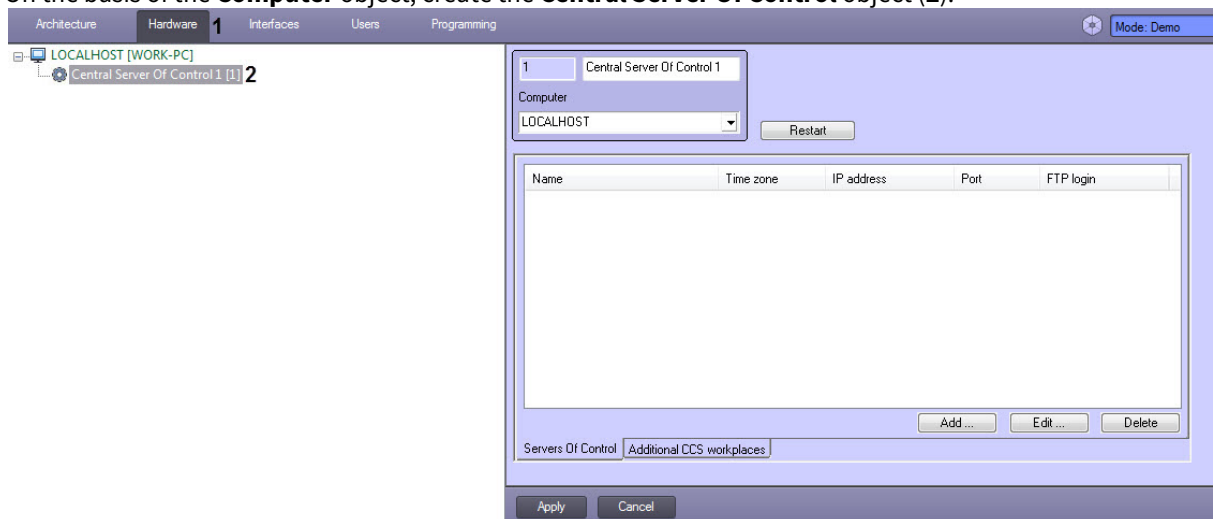 On the basis of the Computer object, create the Central Server Of Control object (2).
Architecture Hardware 1 Interfaces Users Programming Mode: Demo
LOCALHOST [WORK-PC]
Central Server Of Control 1 [1] 2
1 Central Server Of Control 1
Computer
LOCALHOST
Restart
Name Time zone IP address Port FTP login
Add ... Edit ... Delete
Servers Of Control Additional CCS workplaces
Apply Cancel